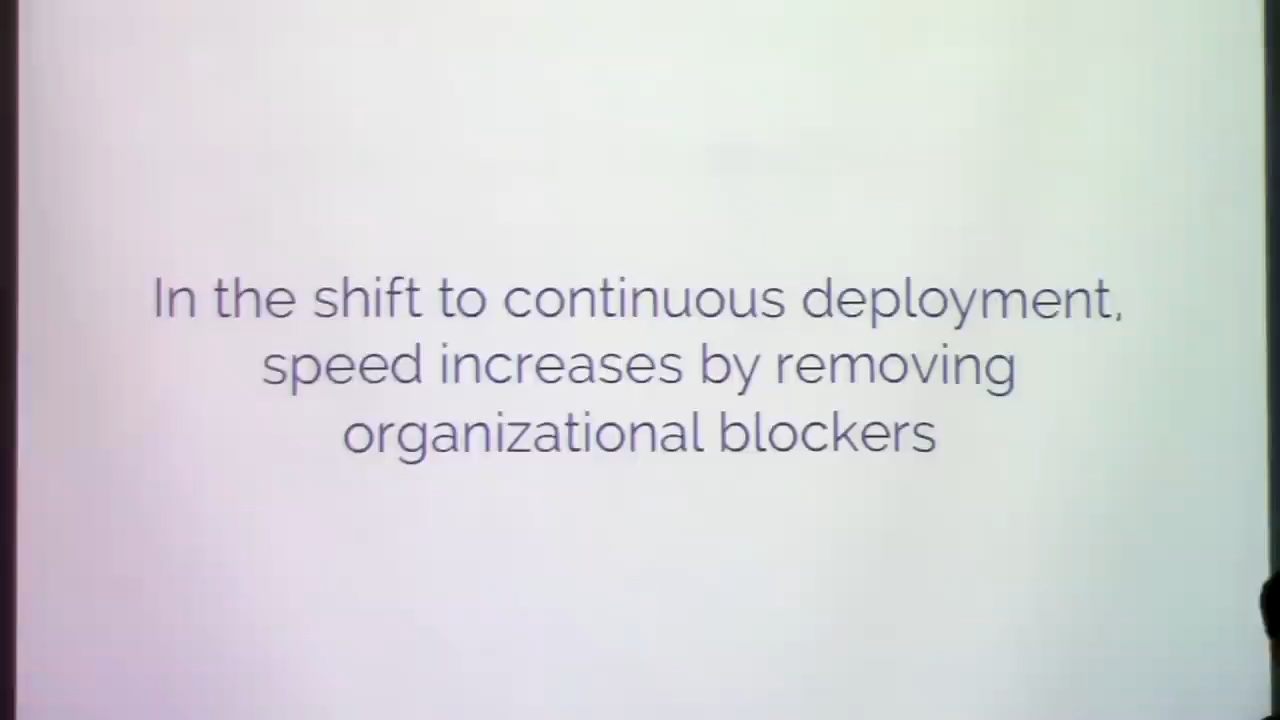 In the shift to continuous deployment,
speed increases by removing
organizational blockers